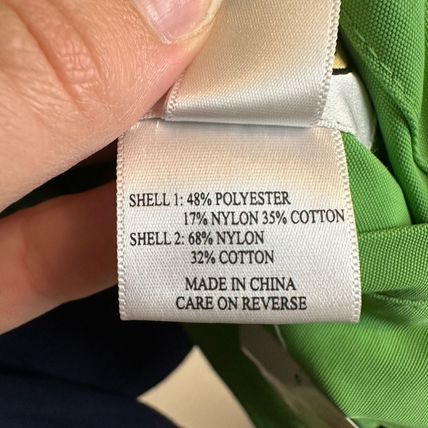 SHELL 1: 48% POLYESTER
17% NYLON 35% COTTON
SHELL 2: 68% NYLON
32% COTTON
MADE IN CHINA
CARE ON REVERSE